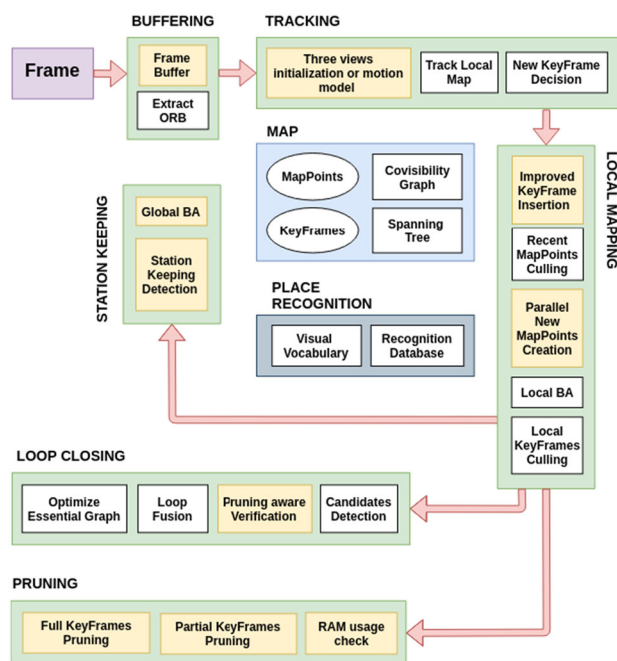 BUFFERING
TRACKING
Frame
Frame
Buffer
Extract
ORB
Three views
initialization or motion
model
Track Local
Map
New KeyFrame
Decision
MAP
MapPoints
Covisibility
Graph
KeyFrames
Spanning
Tree
LOCAL MAPPING
Improved
KeyFrame
Insertion
Recent
MapPoints
Culling
Parallel
New
MapPoints
Creation
Local BA
Local
KeyFrames
Culling
STATION KEEPING
Global BA
Station
Keeping
Detection
PLACE
RECOGNITION
Visual
Vocabulary
Recognition
Database
LOOP CLOSING
Optimize
Essential Graph
Loop
Fusion
Pruning aware
Verification
Candidates
Detection
PRUNING
Full KeyFrames
Pruning
Partial KeyFrames
Pruning
RAM usage
check